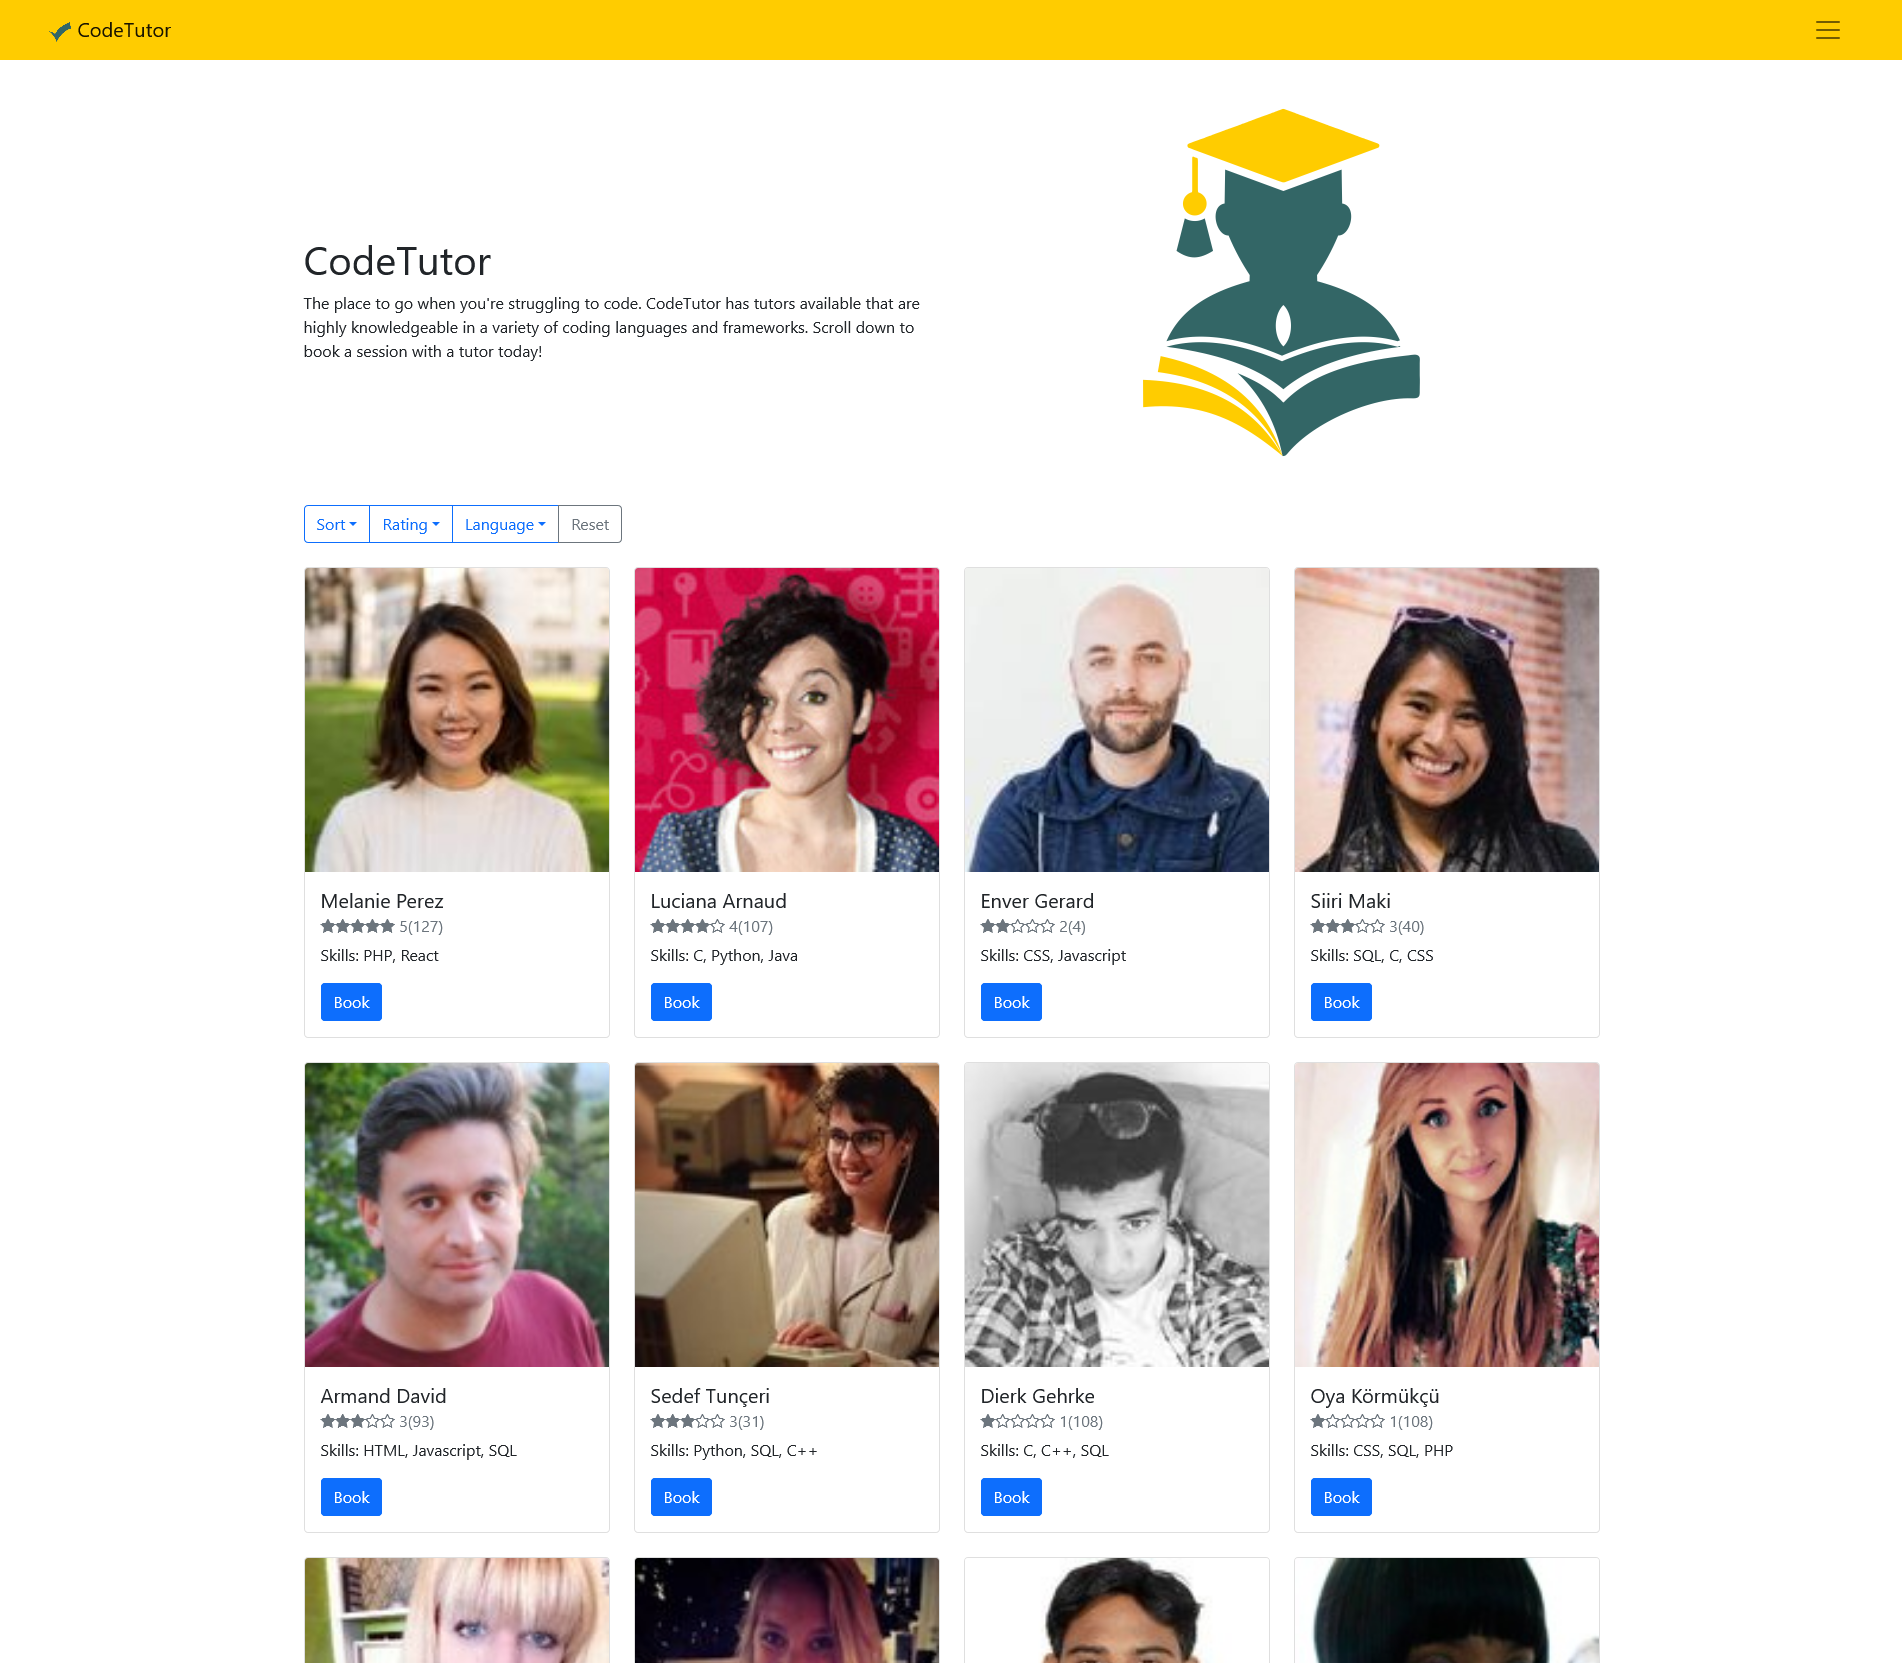 CodeTutor
CodeTutor
The place to go when you're struggling to code. CodeTutor has tutors available that are
highly knowledgeable in a variety of coding languages and frameworks. Scroll down to
book a session with a tutor today!
Sort Rating Language Reset
Melanie Perez
5(127)
Skills: PHP, React
Book
Luciana Arnaud
4(107)
Skills: C, Python, Java
Book
Enver Gerard
2(4)
Skills: CSS, Javascript
Book
Siiri Maki
3(40)
Skills: SQL, C, CSS
Book
Armand David
3(93)
Skills: HTML, Javascript, SQL
Book
Sedef Tunçeri
3(31)
Skills: Python, SQL, C++
Book
Dierk Gehrke
1(108)
Skills: C, C++, SQL
Book
Oya Körmükçü
1(108)
Skills: CSS, SQL, PHP
Book